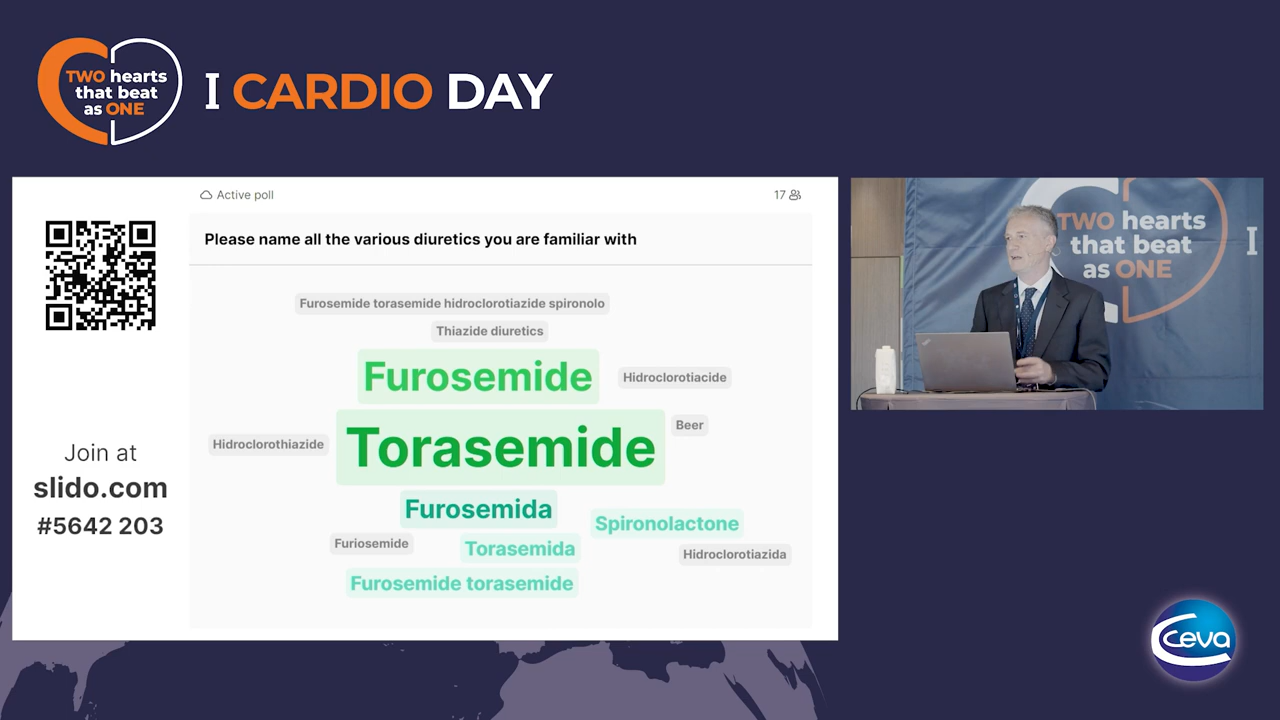 TWO hearts
that beat
as ONE
I CARDIO DAY
Active poll
17
Please name all the various diuretics you are familiar with
Furosemide torasemide hidroclorotiazide spironolo
Thiazide diuretics
Furosemide
Hidroclorotiacide
Beer
Hidroclorothiazide
Torasemide
Furosemida
Spironolactone
Furiosemide
Torasemida
Hidroclorotiazida
Furosemide torasemide
Join at
slido.com
#5642 203
TWO hearts
that beat
as ONE
I
Ceva